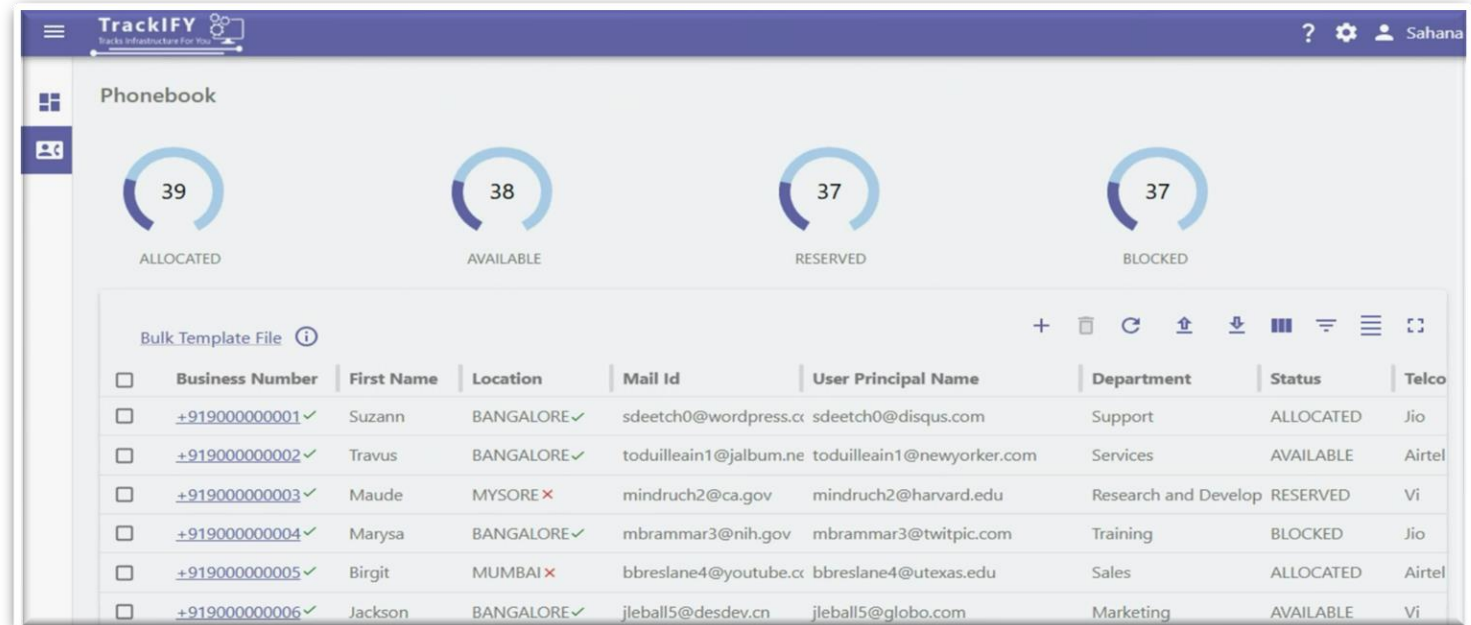 TrackIFY
Tracks Infrastructure For You
? Sahana
Phonebook
39 38 37 37
ALLOCATED AVAILABLE RESERVED BLOCKED
Bulk Template File
Business Number First Name Location Mail Id User Principal Name Department Status Telco
+919000000001✓ Suzann BANGALORE✓ sdeetch0@wordpress.cc sdeetch0@disqus.com Support ALLOCATED Jio
+919000000002✓ Travus BANGALORE✓ toduilleain1@jalbum.ne toduilleain1@newyorker.com Services AVAILABLE Airtel
+919000000003✓ Maude MYSORE✕ mindruch2@ca.gov mindruch2@harvard.edu Research and Develop RESERVED Vi
+919000000004✓ Marysa BANGALORE✓ mbrammar3@nih.gov mbrammar3@twitpic.com Training BLOCKED Jio
+919000000005✓ Birgit MUMBAI✕ bbreslane4@youtube.cc bbreslane4@utexas.edu Sales ALLOCATED Airtel
+919000000006✓ Jackson BANGALORE✓ jleball5@desdev.cn jleball5@globo.com Marketing AVAILABLE Vi